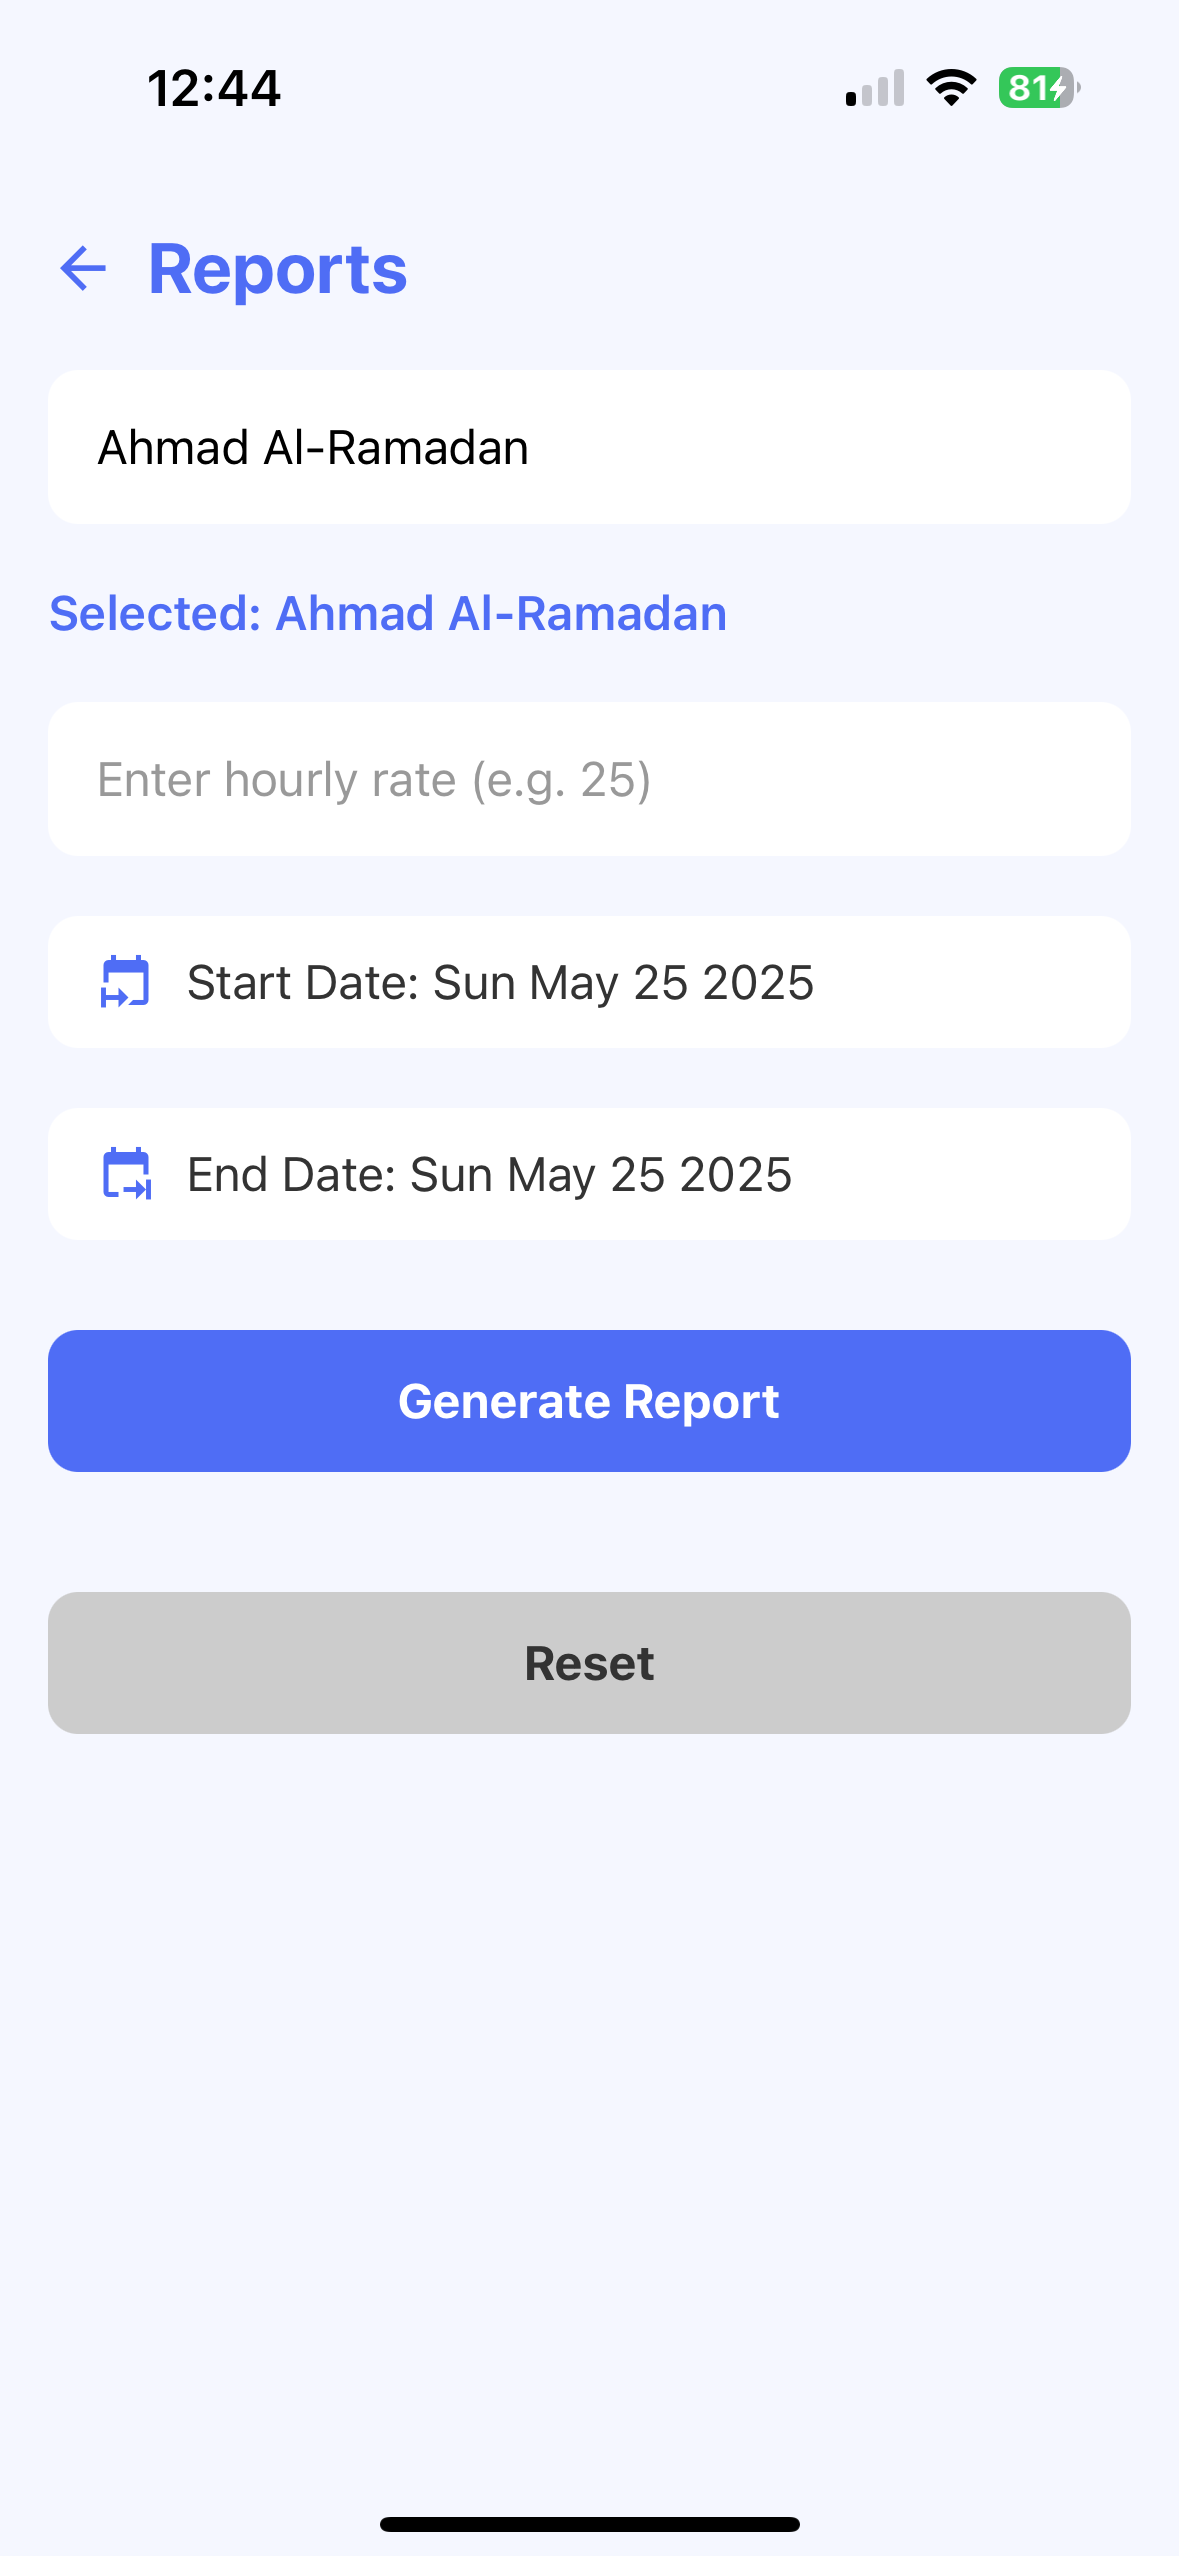 12:44
81
Reports
Ahmad Al-Ramadan
Selected: Ahmad Al-Ramadan
Enter hourly rate (e.g. 25)
Start Date: Sun May 25 2025
End Date: Sun May 25 2025
Generate Report
Reset